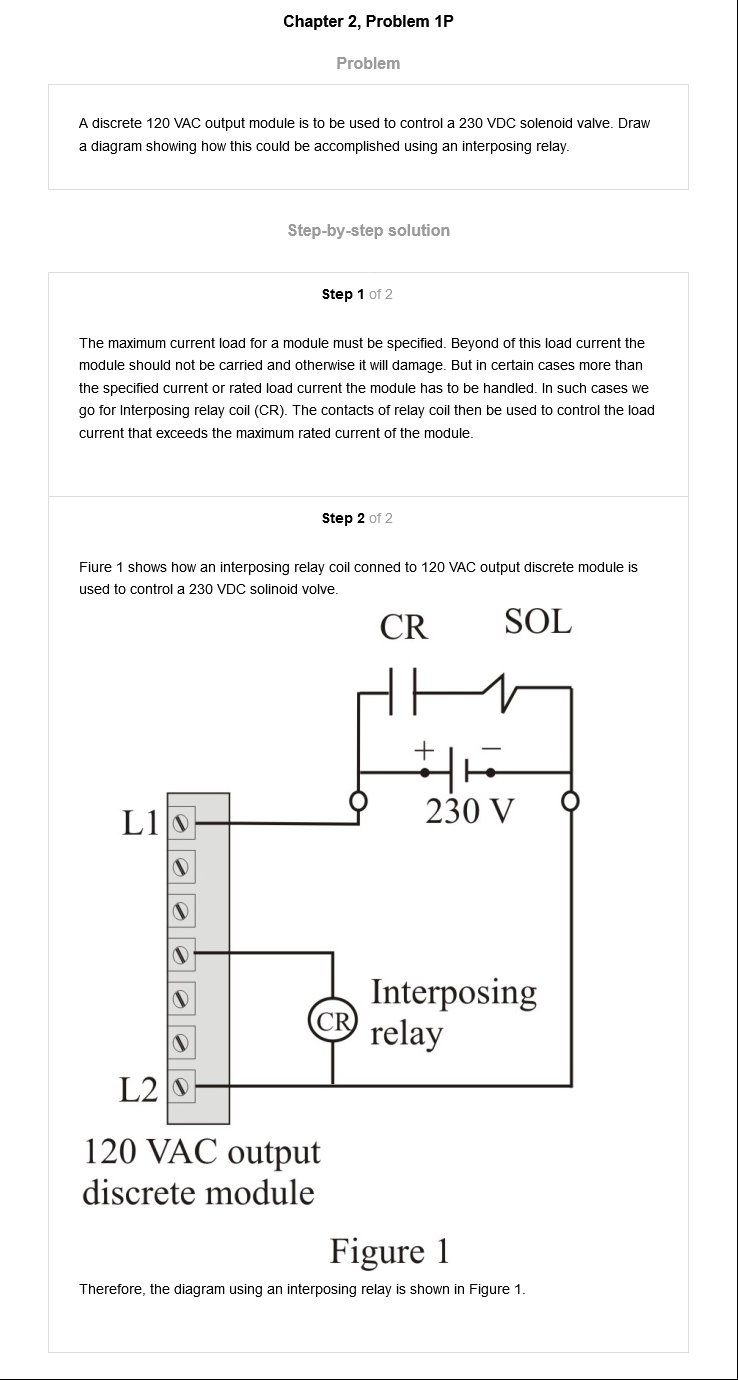 Chapter 2, Problem 1P
Problem
A discrete 120 VAC output module is to be used to control a 230 VDC solenoid valve. Draw
a diagram showing how this could be accomplished using an interposing relay.
Step-by-step solution
Step 1 of 2
The maximum current load for a module must be specified. Beyond of this load current the
module should not be carried and otherwise it will damage. But in certain cases more than
the specified current or rated load current the module has to be handled. In such cases we
go for Interposing relay coil (CR). The contacts of relay coil then be used to control the load
current that exceeds the maximum rated current of the module.
Step 2 of 2
Fiure 1 shows how an interposing relay coil conned to 120 VAC output discrete module is
used to control a 230 VDC solinoid volve.
CR SOL
+ −
230 V
L1
Interposing
CR
relay
L2
120 VAC output
discrete module
Figure 1
Therefore, the diagram using an interposing relay is shown in Figure 1.